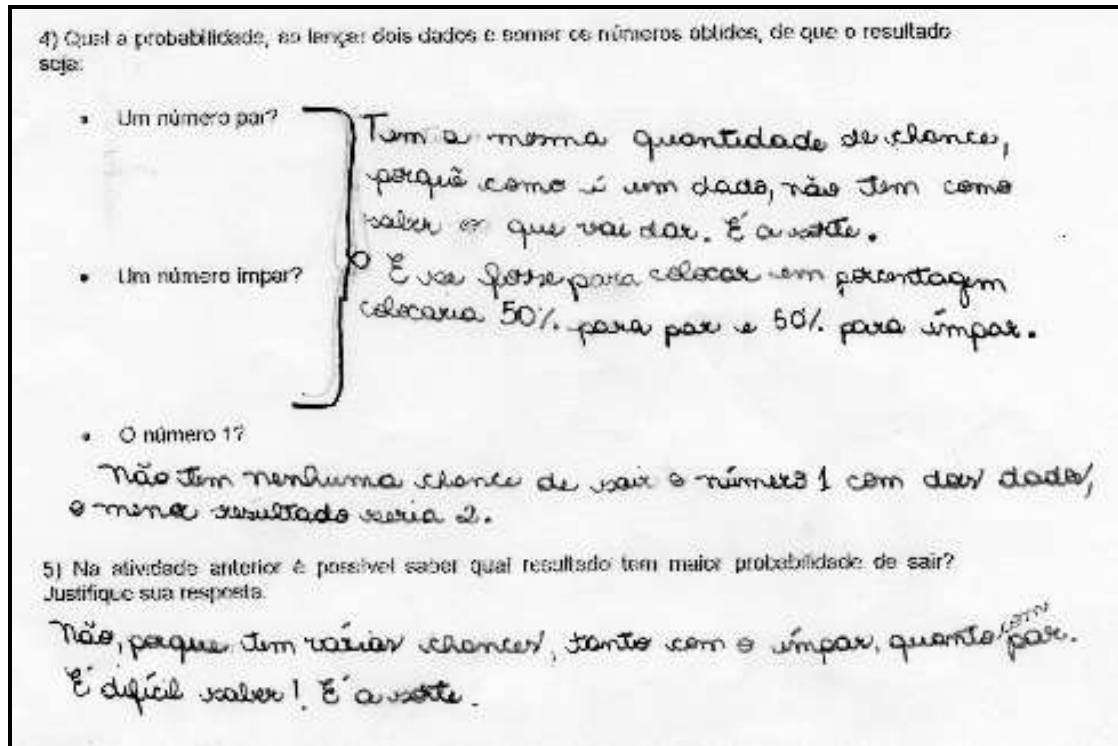 4) Qual a probabilidade, ao lançar dois dados e somar os números obtidos, de que o resultado
seja:
• Um número par?
Tem a mesma quantidade de chance,
porquê como é um dado, não tem como
saber o que vai dar. É a sorte.
• Um número impar?
E se fosse para colocar em porcentagem
colocaria 50% para par e 50% para ímpar.
• O número 1?
Não tem nenhuma chance de sair o número 1 com dois dados,
o menor resultado seria 2.
5) Na atividade anterior é possível saber qual resultado tem maior probabilidade de sair?
Justifique sua resposta.
Não, porque tem várias chances, tanto com o ímpar, quanto com par.
É difícil saber! É a sorte.